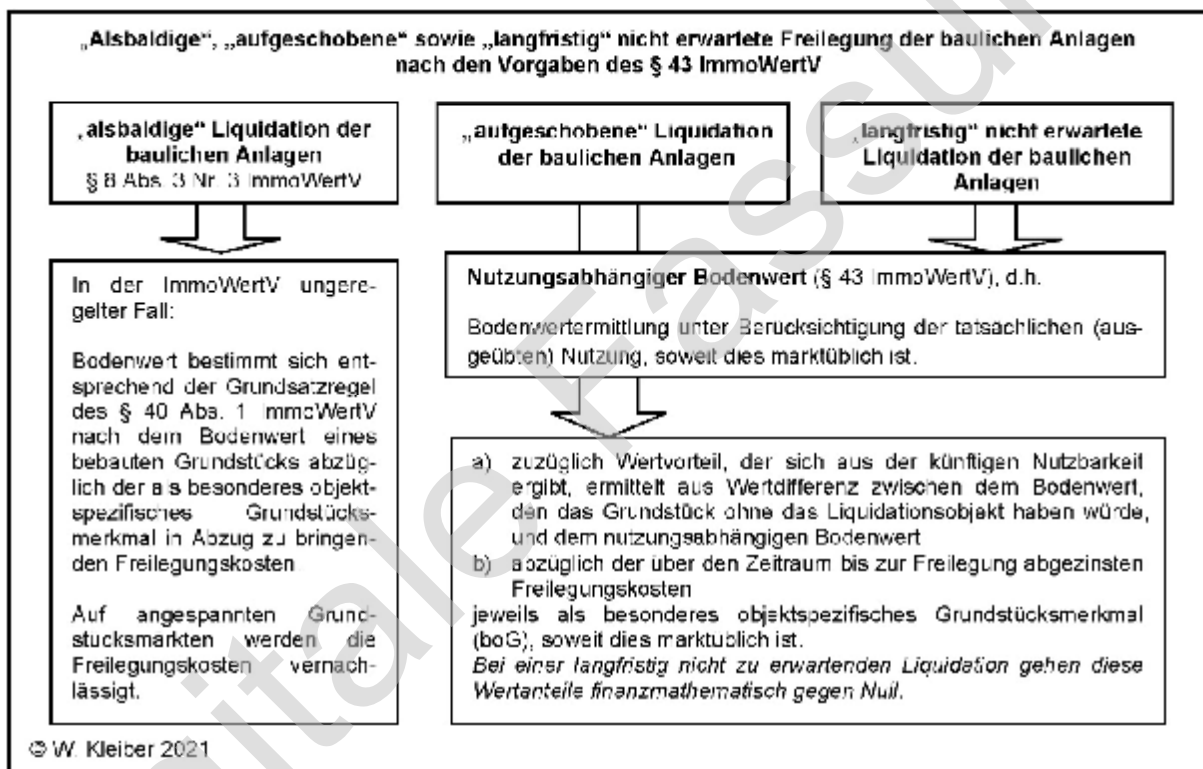 „Alsbaldige“, „aufgeschobene“ sowie „langfristig“ nicht erwartete Freilegung der baulichen Anlagen
nach den Vorgaben des § 43 ImmoWertV
„alsbaldige“ Liquidation der
baulichen Anlagen
§ 8 Abs. 3 Nr. 3 ImmoWertV
„aufgeschobene“ Liquidation
der baulichen Anlagen
„langfristig“ nicht erwartete
Liquidation der baulichen
Anlagen
In der ImmoWertV ungere-
gelter Fall:
Bodenwert bestimmt sich ent-
sprechend der Grundsatzregel
des § 40 Abs. 1 ImmoWertV
nach dem Bodenwert eines
bebauten Grundstücks abzüg-
lich der als besonderes objekt-
spezifisches Grundstücks-
merkmal in Abzug zu bringen-
den Freilegungskosten
Auf angespannten Grund-
stücksmärkten werden die
Freilegungskosten vernach-
lässigt.
Nutzungsabhängiger Bodenwert (§ 43 ImmoWertV), d.h.
Bodenwertermittlung unter Berücksichtigung der tatsächlichen (aus-
geübten) Nutzung, soweit dies marktüblich ist.
a) zuzüglich Wertvorteil, der sich aus der künftigen Nutzbarkeit
ergibt, ermittelt aus Wertdifferenz zwischen dem Bodenwert,
den das Grundstück ohne das Liquidationsobjekt haben würde,
und dem nutzungsabhängigen Bodenwert
b) abzüglich der über den Zeitraum bis zur Freilegung abgezinsten
Freilegungskosten
jeweils als besonderes objektspezifisches Grundstücksmerkmal
(boG), soweit dies marktüblich ist.
Bei einer langfristig nicht zu erwartenden Liquidation gehen diese
Wertanteile finanzmathematisch gegen Null.
© W. Kleiber 2021